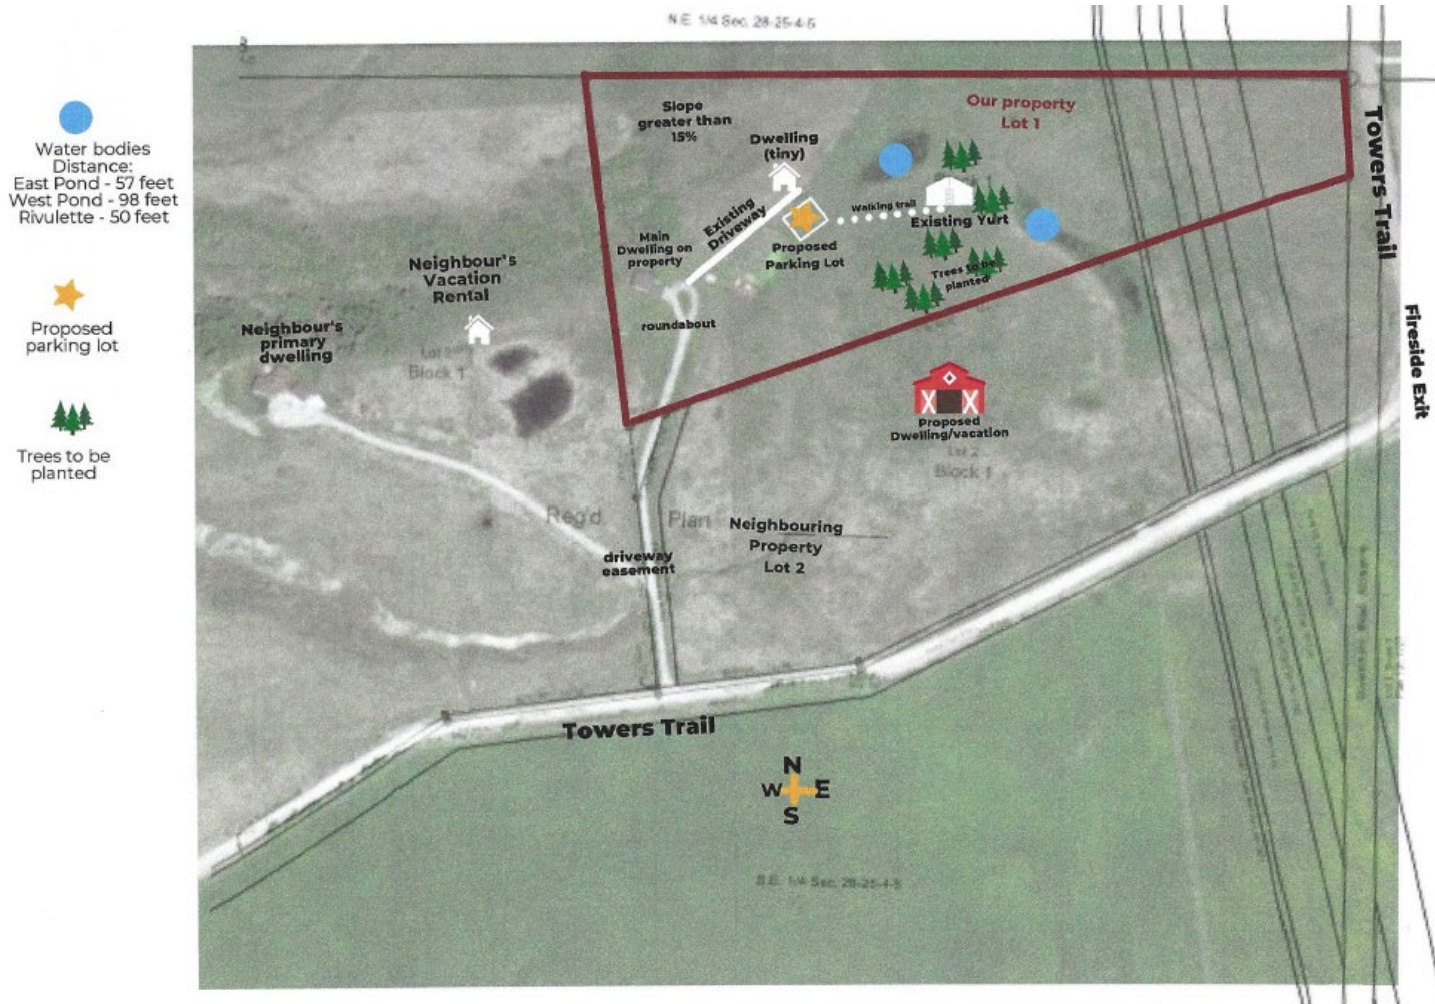 N.E. 1/4 Sec. 28-25-4-5
Water bodies
Distance:
East Pond - 57 feet
West Pond - 98 feet
Rivulette - 50 feet
Proposed
parking lot
Trees to be
planted
Slope
greater than
15%
Dwelling
(tiny)
Our property
Lot 1
Towers Trail
Existing
Driveway
Walking trail
Existing Yurt
Main
Dwelling on
property
Proposed
Parking Lot
Trees to be
planted
Neighbour's
Vacation
Rental
roundabout
Neighbour's
primary
dwelling
Lot 2
Block 1
Fireside Exit
Proposed
Dwelling/vacation
Lot 2
Block 1
Reg'd Plan
Neighbouring
Property
Lot 2
driveway
easement
Towers Trail
N
W E
S
S.E. 1/4 Sec. 28-25-4-5